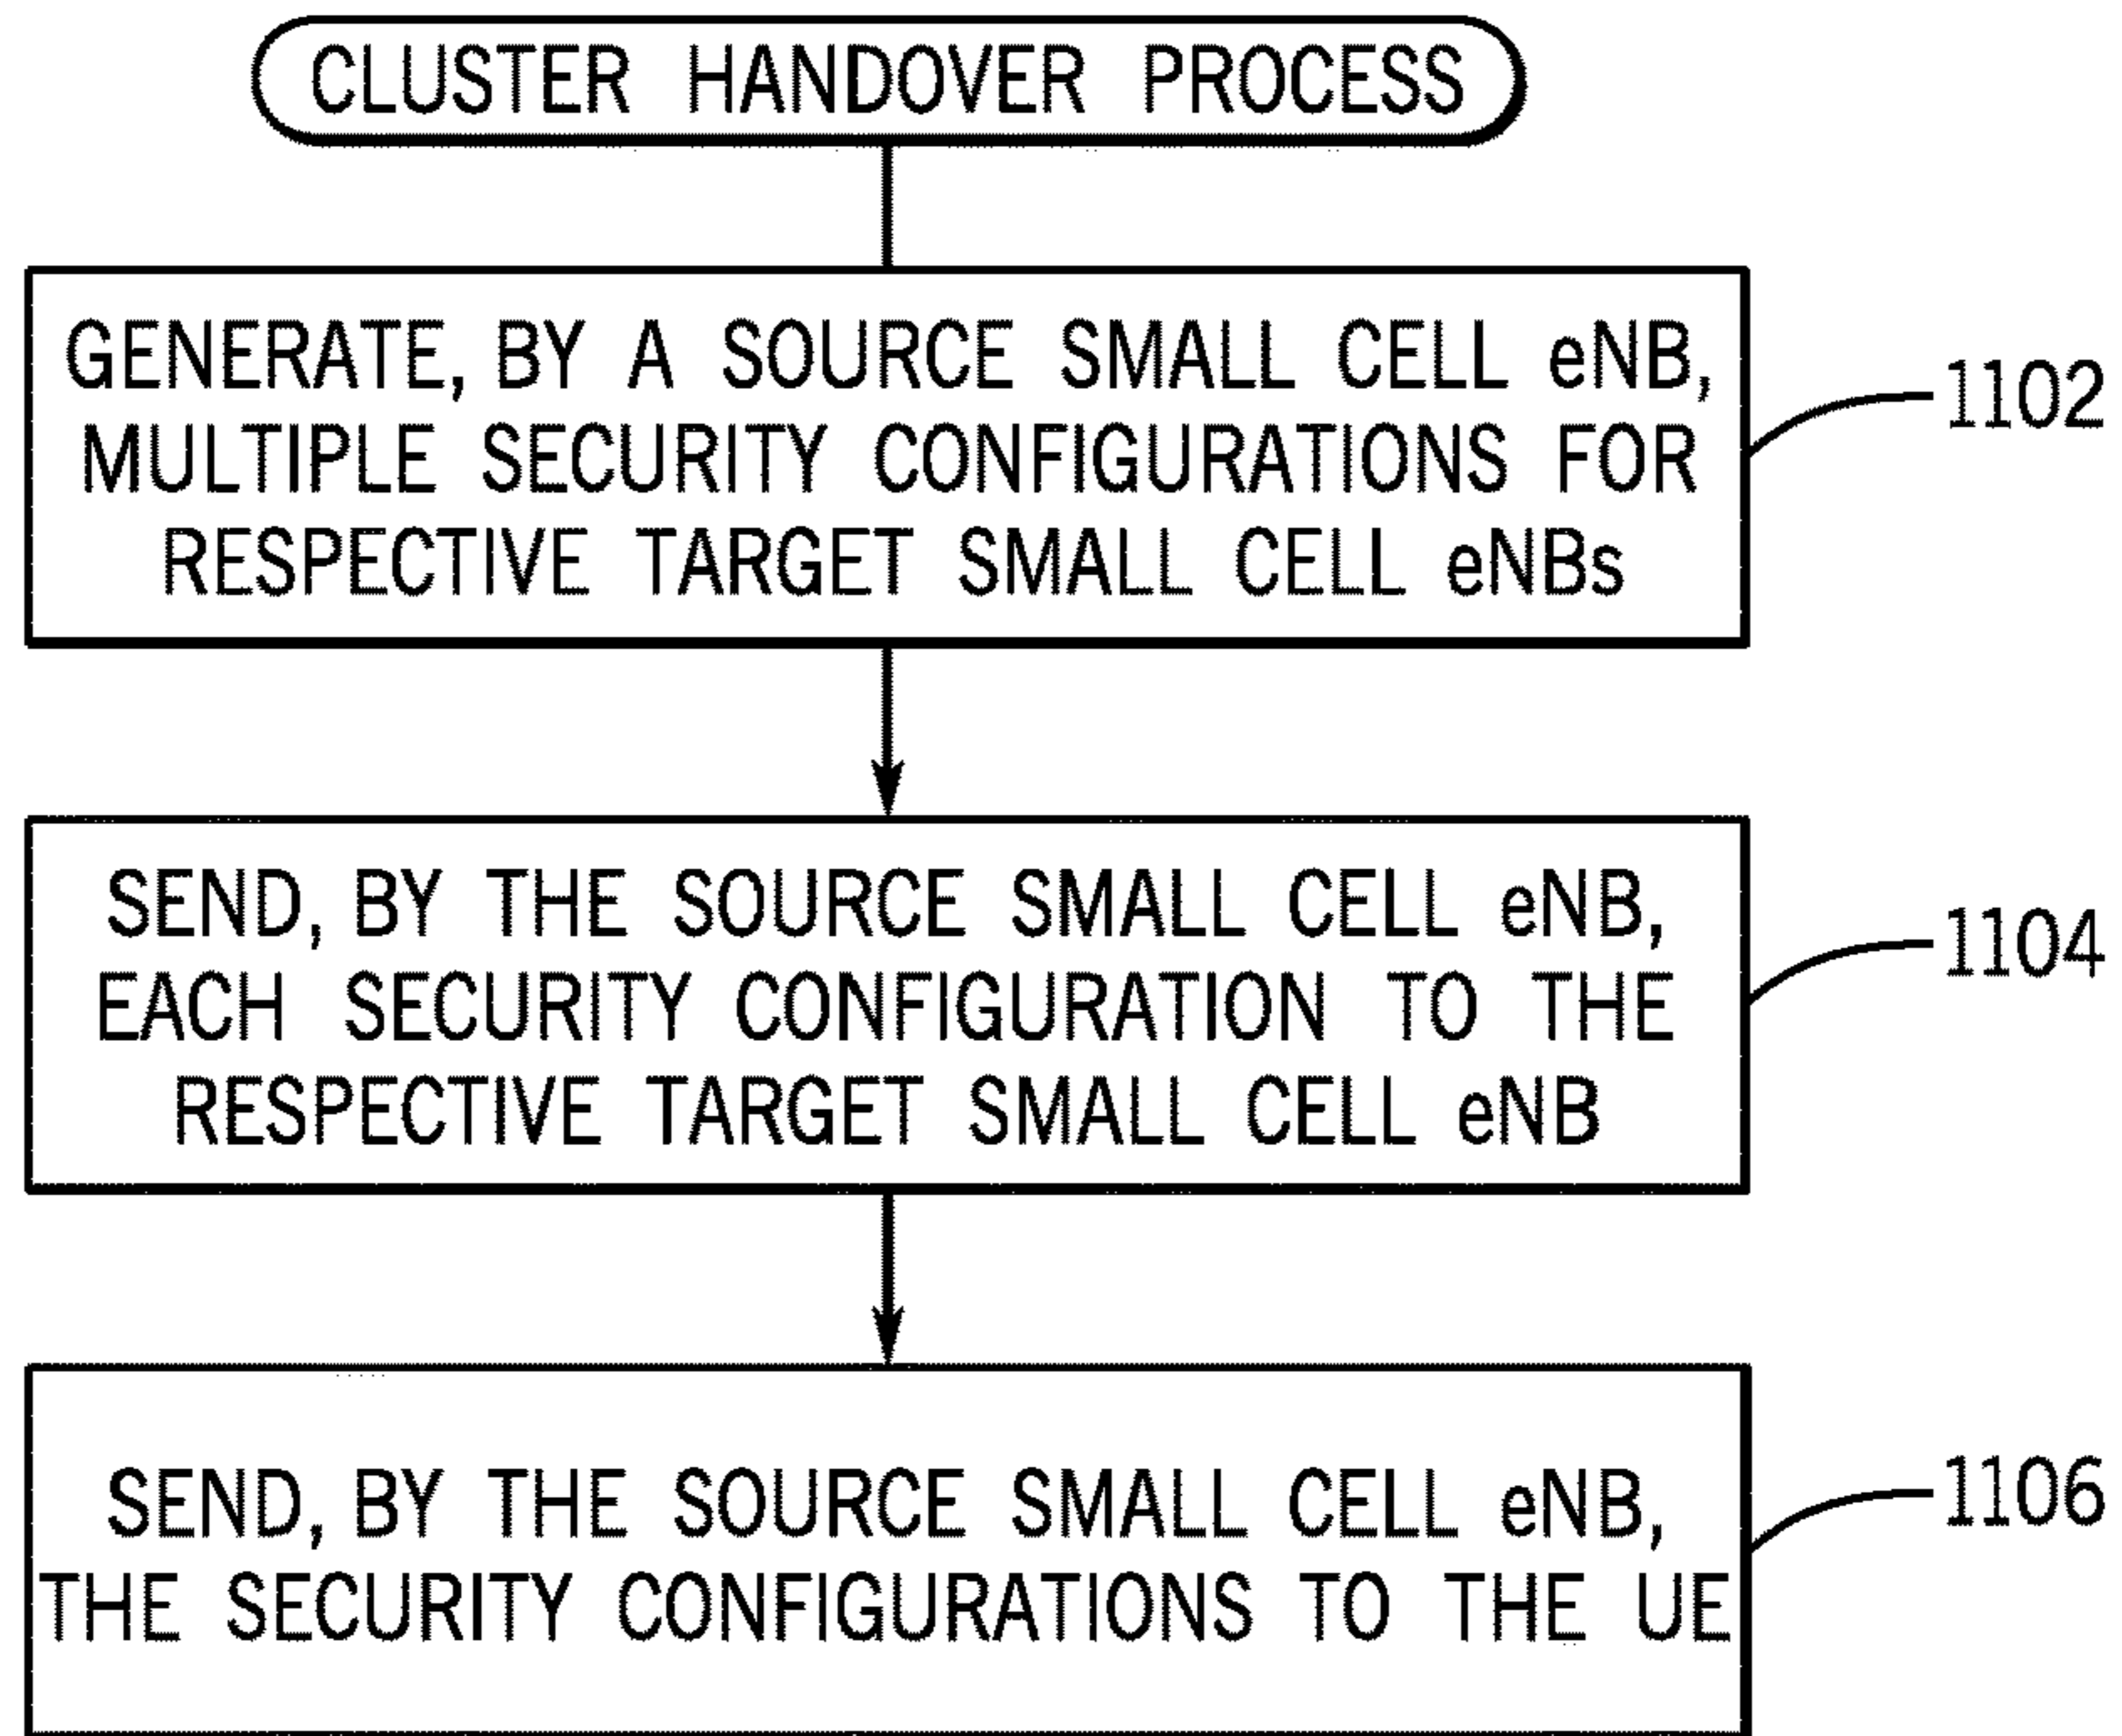 CLUSTER HANDOVER PROCESS
GENERATE, BY A SOURCE SMALL CELL eNB,
MULTIPLE SECURITY CONFIGURATIONS FOR
RESPECTIVE TARGET SMALL CELL eNBs
1102
SEND, BY THE SOURCE SMALL CELL eNB,
EACH SECURITY CONFIGURATION TO THE
RESPECTIVE TARGET SMALL CELL eNB
1104
SEND, BY THE SOURCE SMALL CELL eNB,
THE SECURITY CONFIGURATIONS TO THE UE
1106